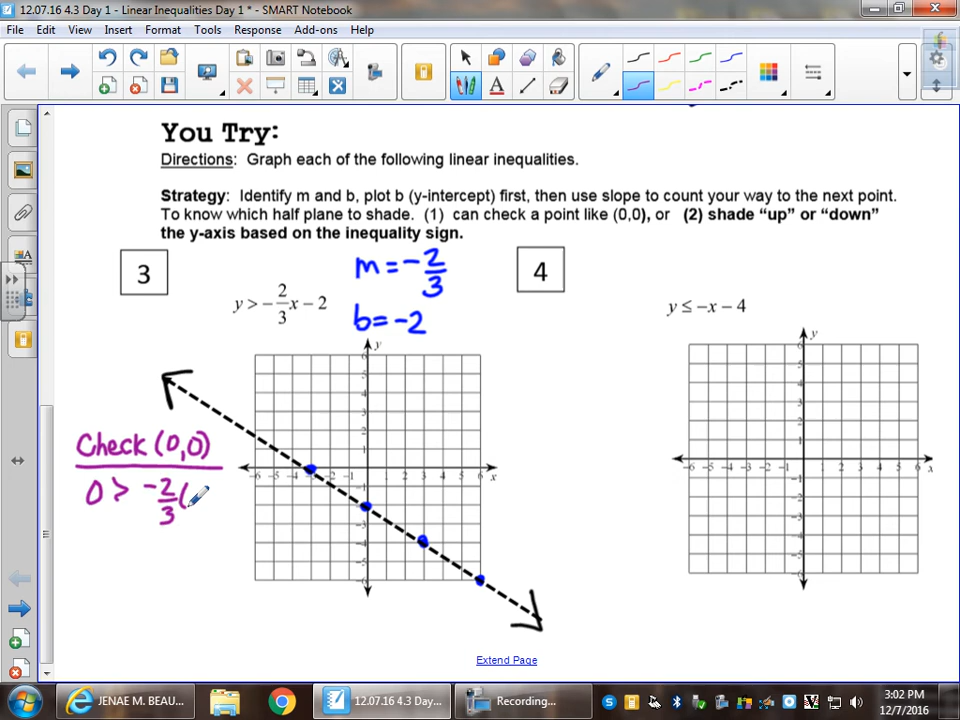 12.07.16 4.3 Day 1 - Linear Inequalities Day 1 * - SMART Notebook
File Edit View Insert Format Tools Response Add-ons Help
You Try:
Directions: Graph each of the following linear inequalities.
Strategy: Identify m and b, plot b (y-intercept) first, then use slope to count your way to the next point.
To know which half plane to shade. (1) can check a point like (0,0), or (2) shade “up” or “down”
the y-axis based on the inequality sign.
3
y > -2/3 x - 2
m = -2/3
b = -2
4
y ≤ -x - 4
Check (0,0)
0 > -2/3 (
y
x
y
x
Extend Page
JENAE M. BEAU...
12.07.16 4.3 Day...
Recording...
3:02 PM
12/7/2016